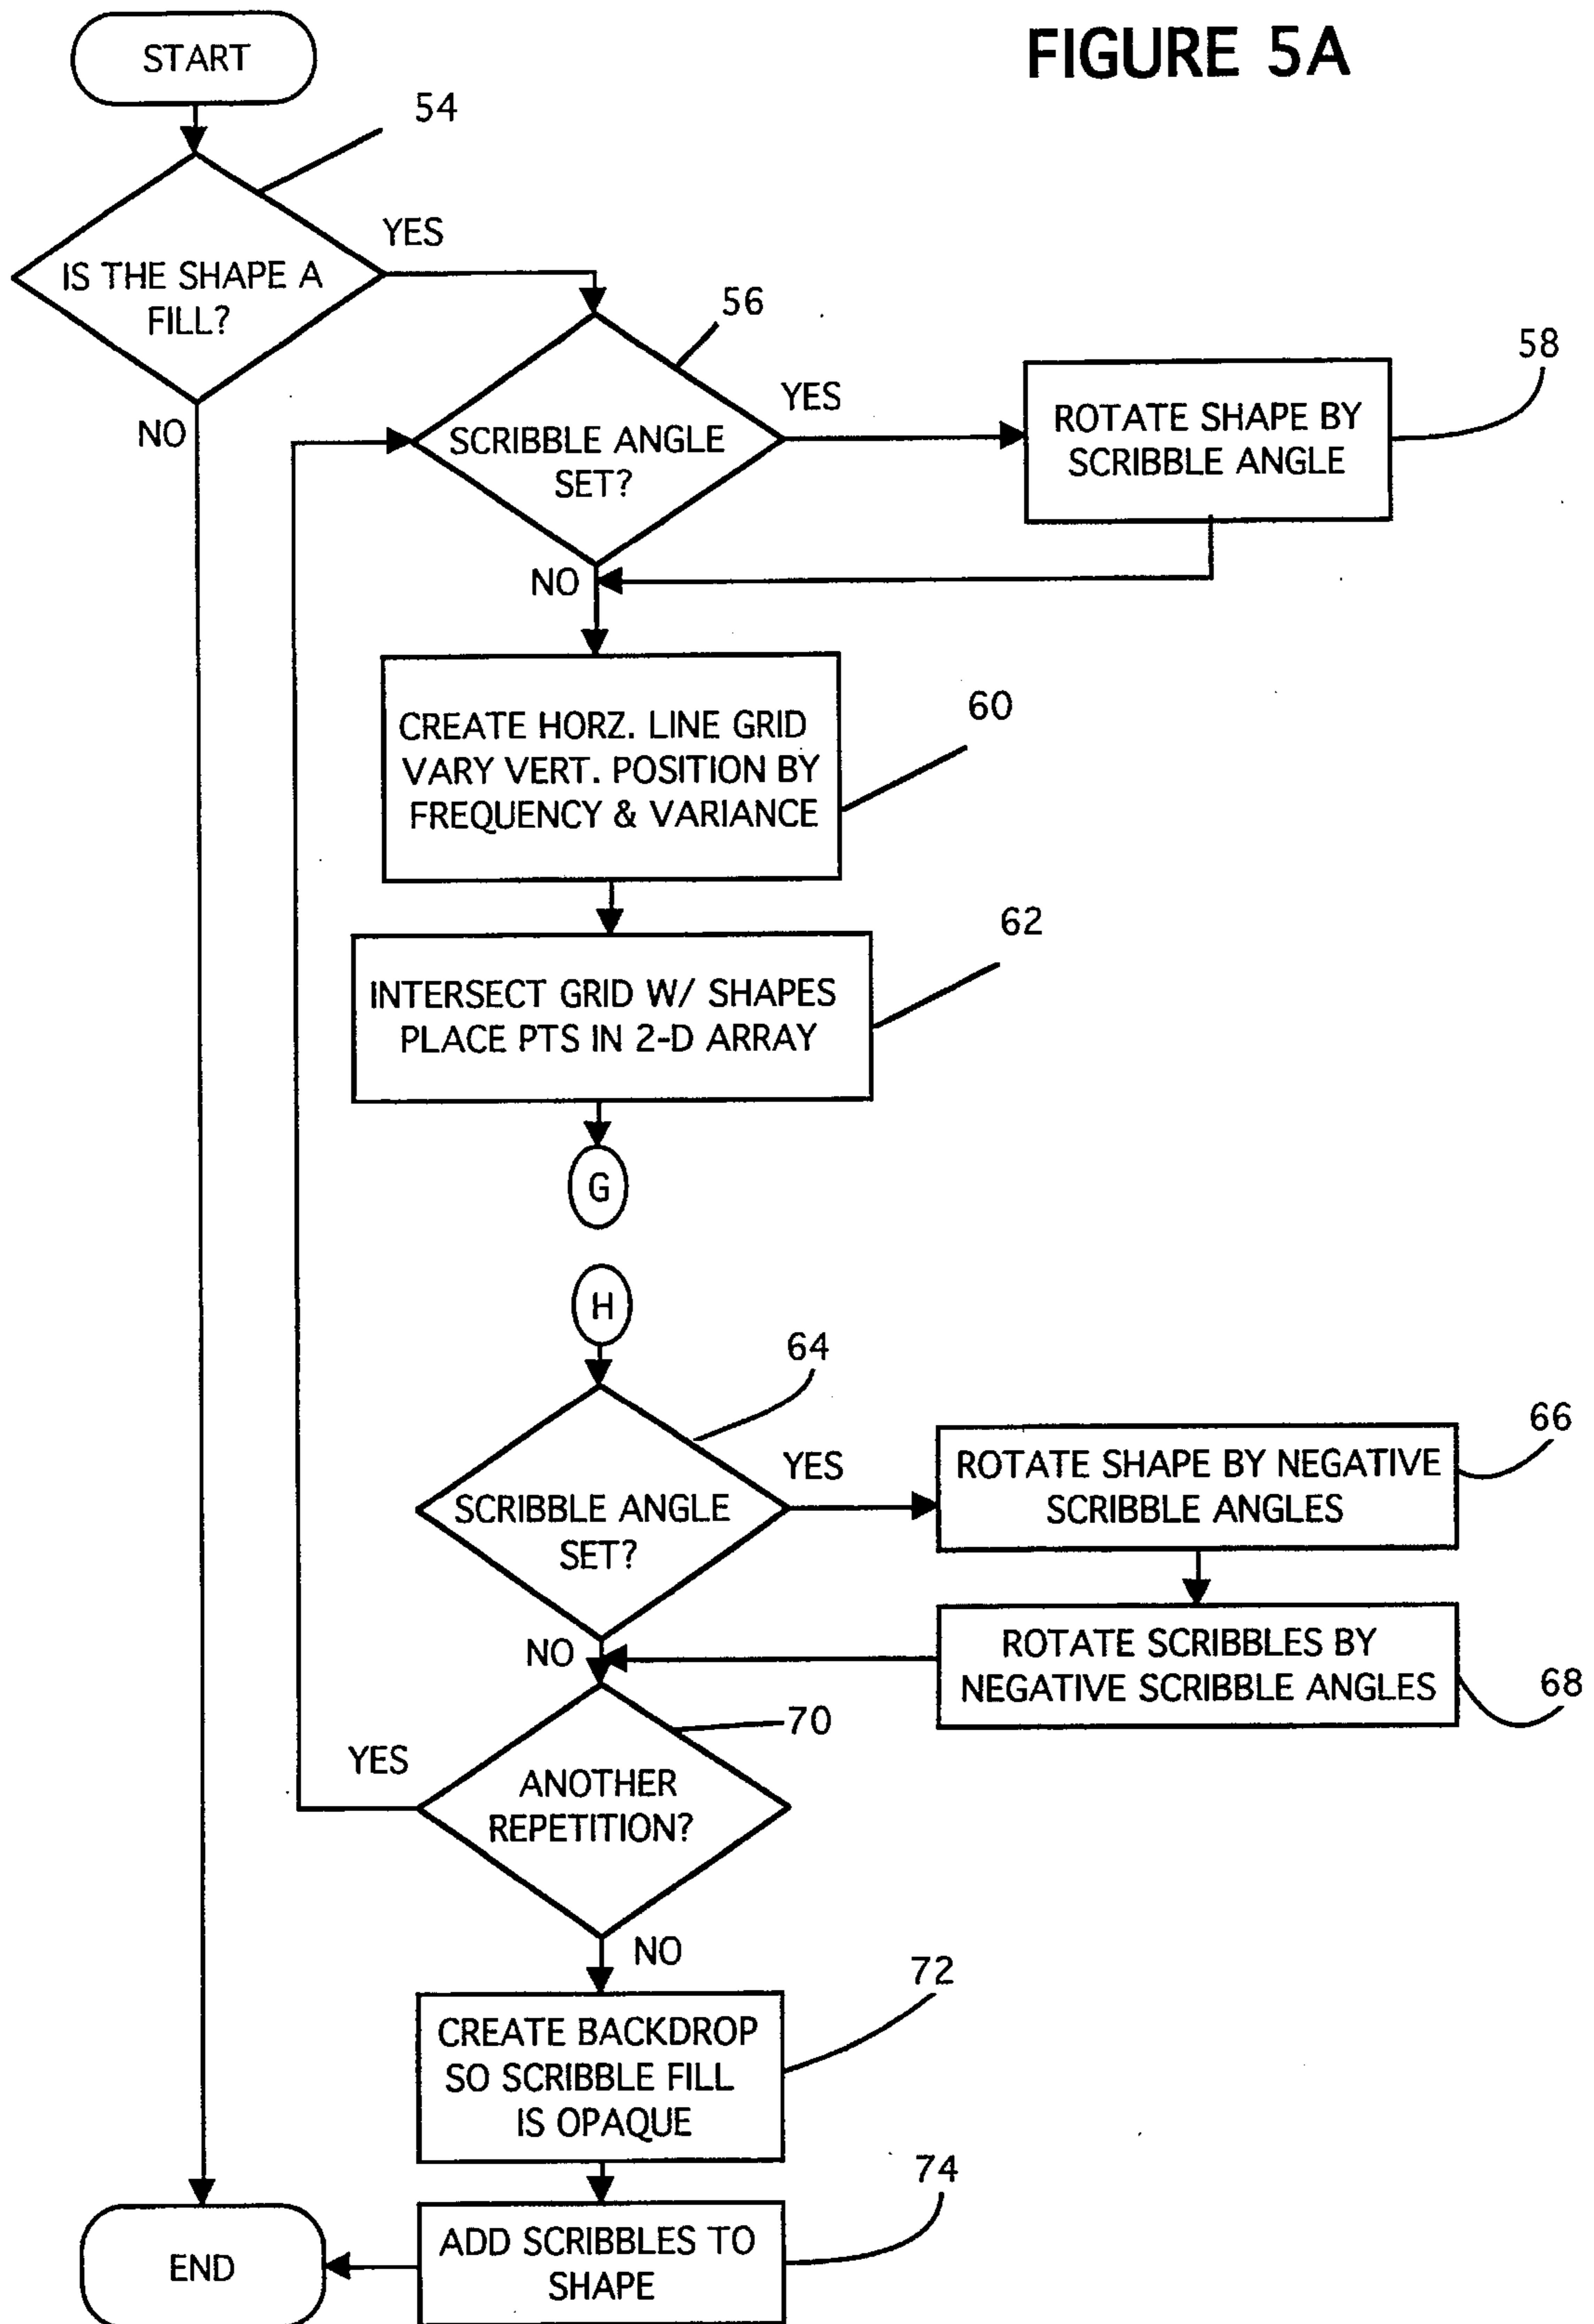 FIGURE 5A
START
54
IS THE SHAPE A
FILL?
YES
NO
56
SCRIBBLE ANGLE
SET?
YES
NO
58
ROTATE SHAPE BY
SCRIBBLE ANGLE
60
CREATE HORZ. LINE GRID
VARY VERT. POSITION BY
FREQUENCY & VARIANCE
62
INTERSECT GRID W/ SHAPES
PLACE PTS IN 2-D ARRAY
G
H
64
SCRIBBLE ANGLE
SET?
YES
NO
66
ROTATE SHAPE BY NEGATIVE
SCRIBBLE ANGLES
ROTATE SCRIBBLES BY
NEGATIVE SCRIBBLE ANGLES
68
70
YES
ANOTHER
REPETITION?
NO
72
CREATE BACKDROP
SO SCRIBBLE FILL
IS OPAQUE
74
ADD SCRIBBLES TO
SHAPE
END